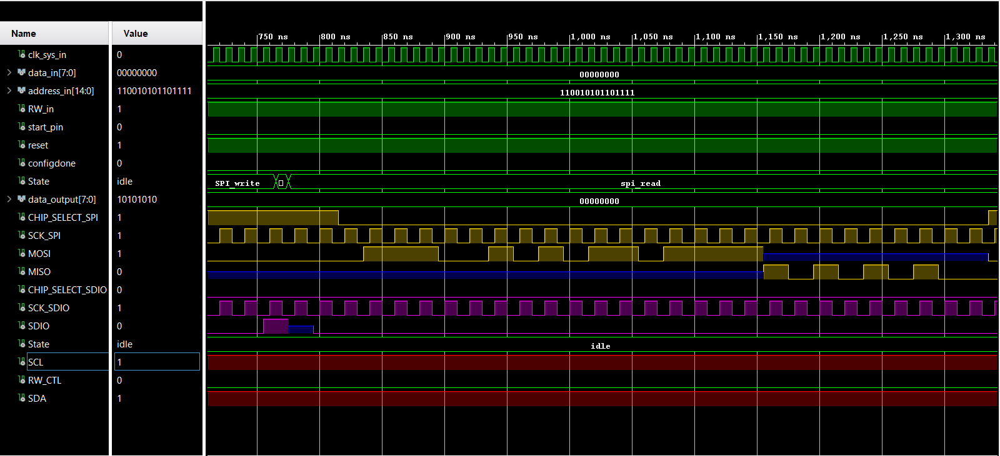 Name Value
750 ns 800 ns 850 ns 900 ns 950 ns 1,000 ns 1,050 ns 1,100 ns 1,150 ns 1,200 ns 1,250 ns 1,300 ns
clk_sys_in 0
data_in[7:0] 00000000 00000000
address_in[14:0] 110010101101111 110010101101111
RW_in 1
start_pin 0
reset 1
configdone 0
State idle SPI_write spi_read
data_output[7:0] 10101010 00000000
CHIP_SELECT_SPI 1
SCK_SPI 1
MOSI 1
MISO 0
CHIP_SELECT_SDIO 0
SCK_SDIO 1
SDIO 0
State idle idle
SCL 1
RW_CTL 0
SDA 1